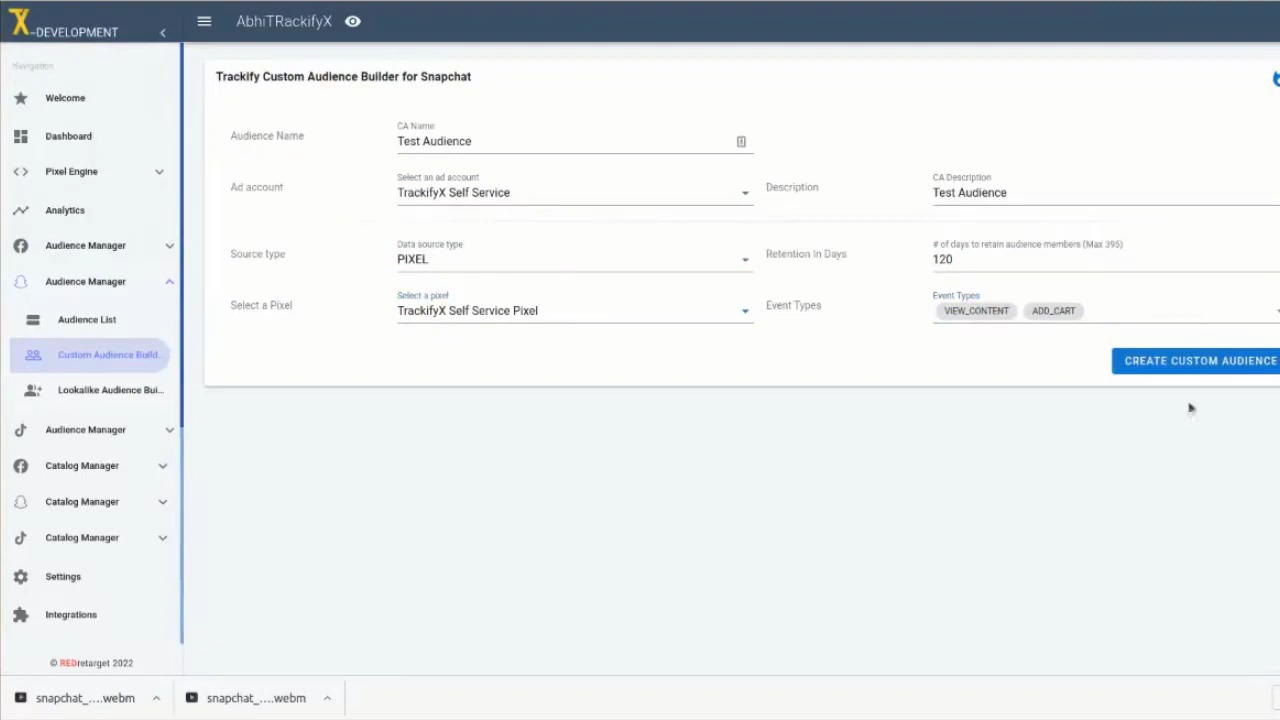 X-DEVELOPMENT
AbhiTRackifyX
Navigation
Welcome
Dashboard
Pixel Engine
Analytics
Audience Manager
Audience Manager
Audience List
Custom Audience Build...
Lookalike Audience Bui...
Audience Manager
Catalog Manager
Catalog Manager
Catalog Manager
Settings
Integrations
© REDretarget 2022
Trackify Custom Audience Builder for Snapchat
Audience Name
CA Name
Test Audience
Ad account
Select an ad account
TrackifyX Self Service
Description
CA Description
Test Audience
Source type
Data source type
PIXEL
Retention In Days
# of days to retain audience members (Max 395)
120
Select a Pixel
Select a pixel
TrackifyX Self Service Pixel
Event Types
Event Types
VIEW_CONTENT ADD_CART
CREATE CUSTOM AUDIENCE
snapchat_....webm
snapchat_....webm